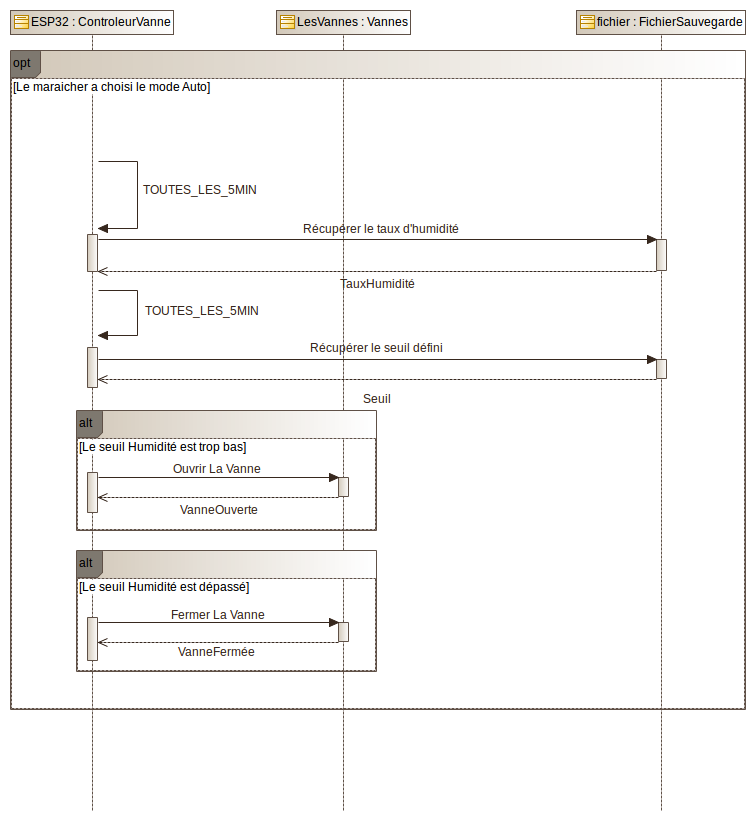 ESP32 : ControleurVanne
LesVannes : Vannes
fichier : FichierSauvegarde
opt
[Le maraicher a choisi le mode Auto]
TOUTES_LES_5MIN
Récupérer le taux d'humidité
TauxHumidité
TOUTES_LES_5MIN
Récupérer le seuil défini
Seuil
alt
[Le seuil Humidité est trop bas]
Ouvrir La Vanne
VanneOuverte
alt
[Le seuil Humidité est dépassé]
Fermer La Vanne
VanneFermée